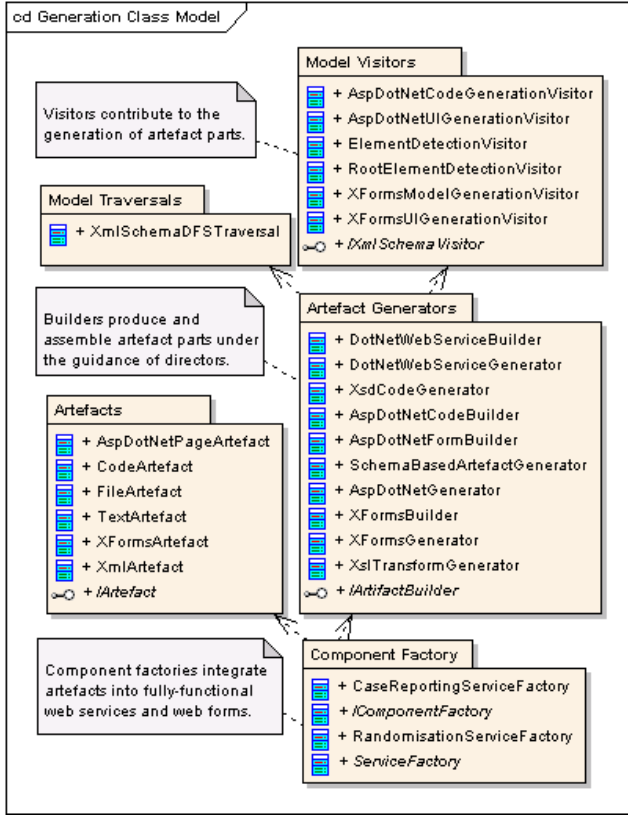 cd Generation Class Model
Model Visitors
+ AspDotNetCodeGenerationVisitor
+ AspDotNetUIGenerationVisitor
+ ElementDetectionVisitor
+ RootElementDetectionVisitor
+ XFormsModelGenerationVisitor
+ XFormsUIGenerationVisitor
+ IXmlSchemaVisitor
Visitors contribute to the
generation of artefact parts.
Model Traversals
+ XmlSchemaDFSTraversal
Artefact Generators
+ DotNetWebServiceBuilder
+ DotNetWebServiceGenerator
+ XsdCodeGenerator
+ AspDotNetCodeBuilder
+ AspDotNetFormBuilder
+ SchemaBasedArtefactGenerator
+ AspDotNetGenerator
+ XFormsBuilder
+ XFormsGenerator
+ XslTransformGenerator
+ IArtifactBuilder
Builders produce and
assemble artefact parts under
the guidance of directors.
Artefacts
+ AspDotNetPageArtefact
+ CodeArtefact
+ FileArtefact
+ TextArtefact
+ XFormsArtefact
+ XmlArtefact
+ IArtefact
Component Factory
+ CaseReportingServiceFactory
+ IComponentFactory
+ RandomisationServiceFactory
+ ServiceFactory
Component factories integrate
artefacts into fully-functional
web services and web forms.